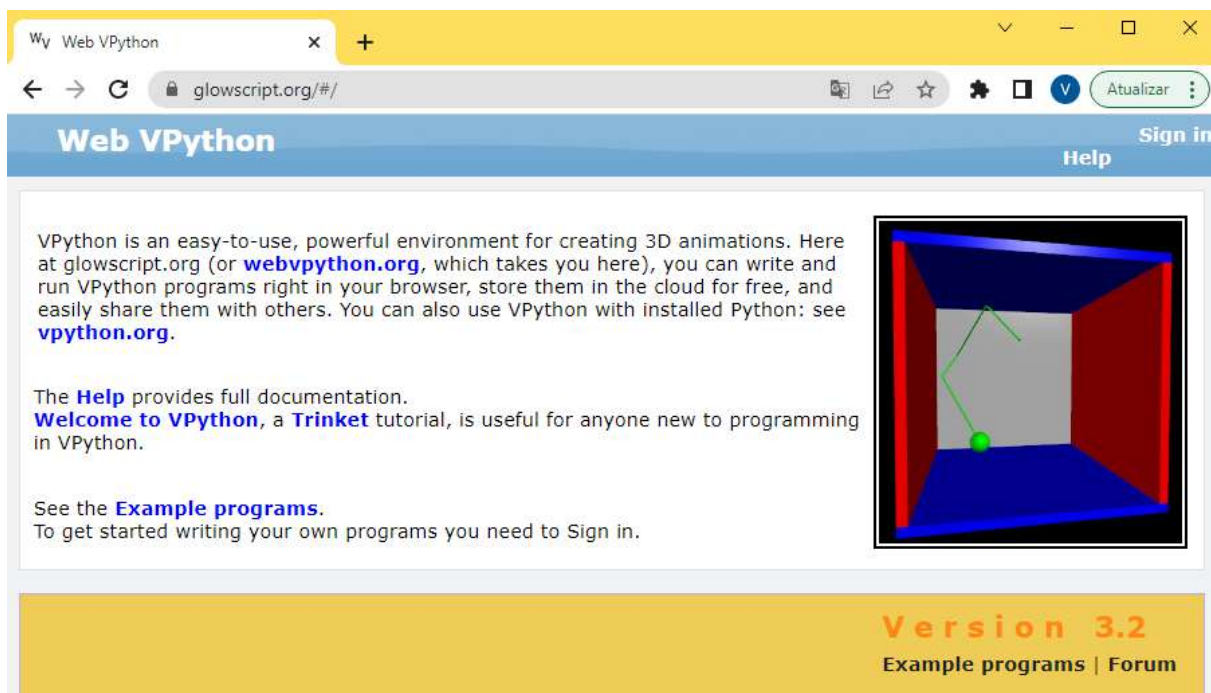 WV Web VPython
glowscript.org/#/
V
Atualizar
Web VPython
Sign in
Help
VPython is an easy-to-use, powerful environment for creating 3D animations. Here
at glowscript.org (or webvpython.org, which takes you here), you can write and
run VPython programs right in your browser, store them in the cloud for free, and
easily share them with others. You can also use VPython with installed Python: see
vpython.org.
The Help provides full documentation.
Welcome to VPython, a Trinket tutorial, is useful for anyone new to programming
in VPython.
See the Example programs.
To get started writing your own programs you need to Sign in.
Version 3.2
Example programs | Forum